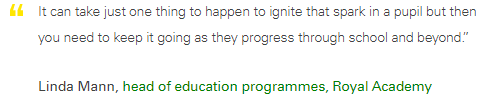 “ It can take just one thing to happen to ignite that spark in a pupil but then
you need to keep it going as they progress through school and beyond.”
Linda Mann, head of education programmes, Royal Academy